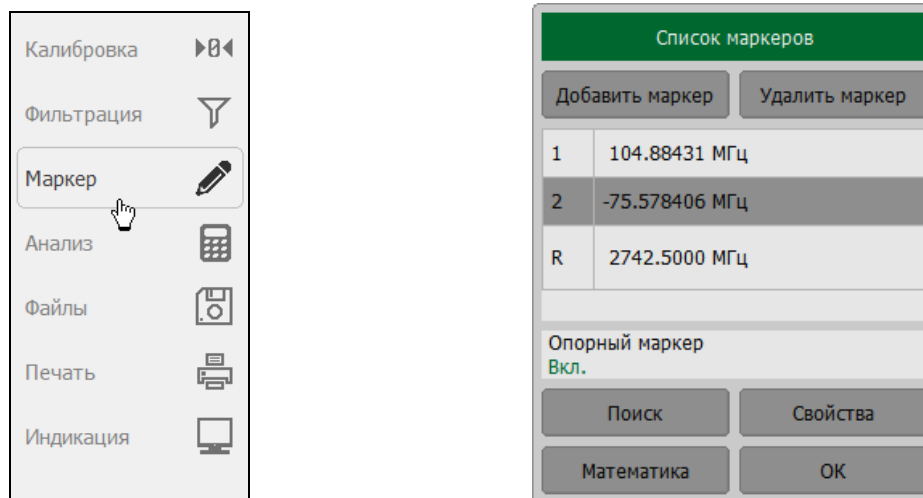 Калибровка
Фильтрация
Маркер
Анализ
Файлы
Печать
Индикация
Список маркеров
Добавить маркер Удалить маркер
1 104.88431 МГц
2 -75.578406 МГц
R 2742.5000 МГц
Опорный маркер
Вкл.
Поиск Свойства
Математика OK